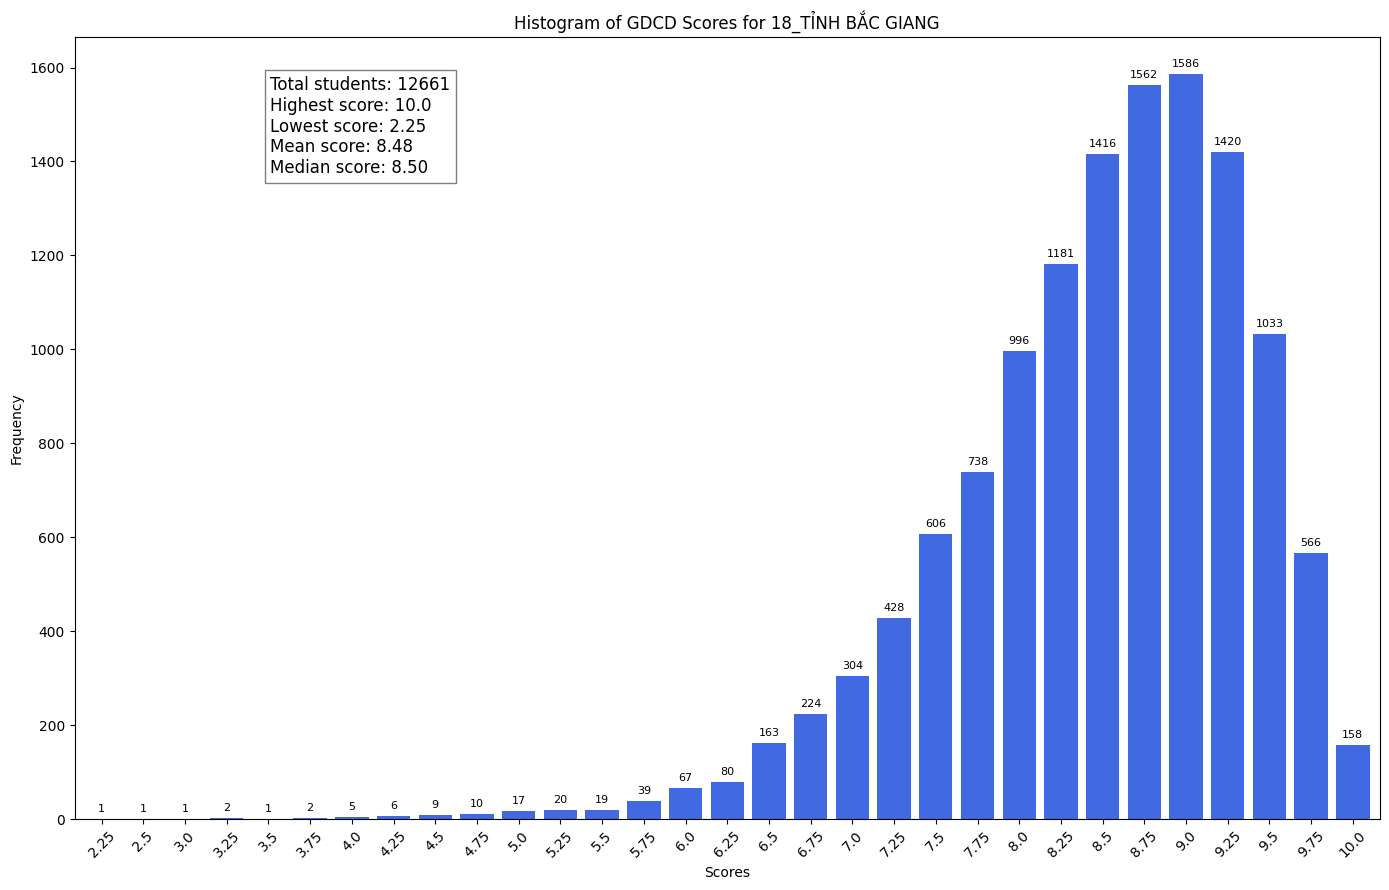 Histogram of GDCD Scores for 18_TỈNH BẮC GIANG
Total students: 12661
Highest score: 10.0
Lowest score: 2.25
Mean score: 8.48
Median score: 8.50
Frequency
1600
1400
1200
1000
800
600
400
200
0
1 1 1 2 1 2 5 6 9 10 17 20 19 39 67 80 163 224 304 428 606 738 996 1181 1416 1562 1586 1420 1033 566 158
2.25 2.5 3.0 3.25 3.5 3.75 4.0 4.25 4.5 4.75 5.0 5.25 5.5 5.75 6.0 6.25 6.5 6.75 7.0 7.25 7.5 7.75 8.0 8.25 8.5 8.75 9.0 9.25 9.5 9.75 10.0
Scores